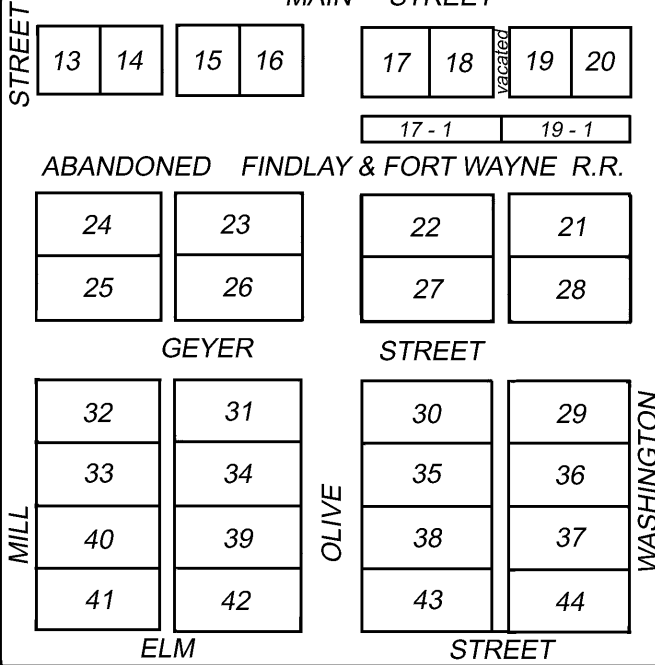 MAIN STREET
STREET
13 14 15 16 17 18 vacated 19 20
17 - 1 19 - 1
ABANDONED FINDLAY & FORT WAYNE R.R.
24 23 22 21
25 26 27 28
GEYER STREET
32 31 30 29
33 34 35 36
40 39 38 37
41 42 43 44
MILL
OLIVE
WASHINGTON
ELM STREET